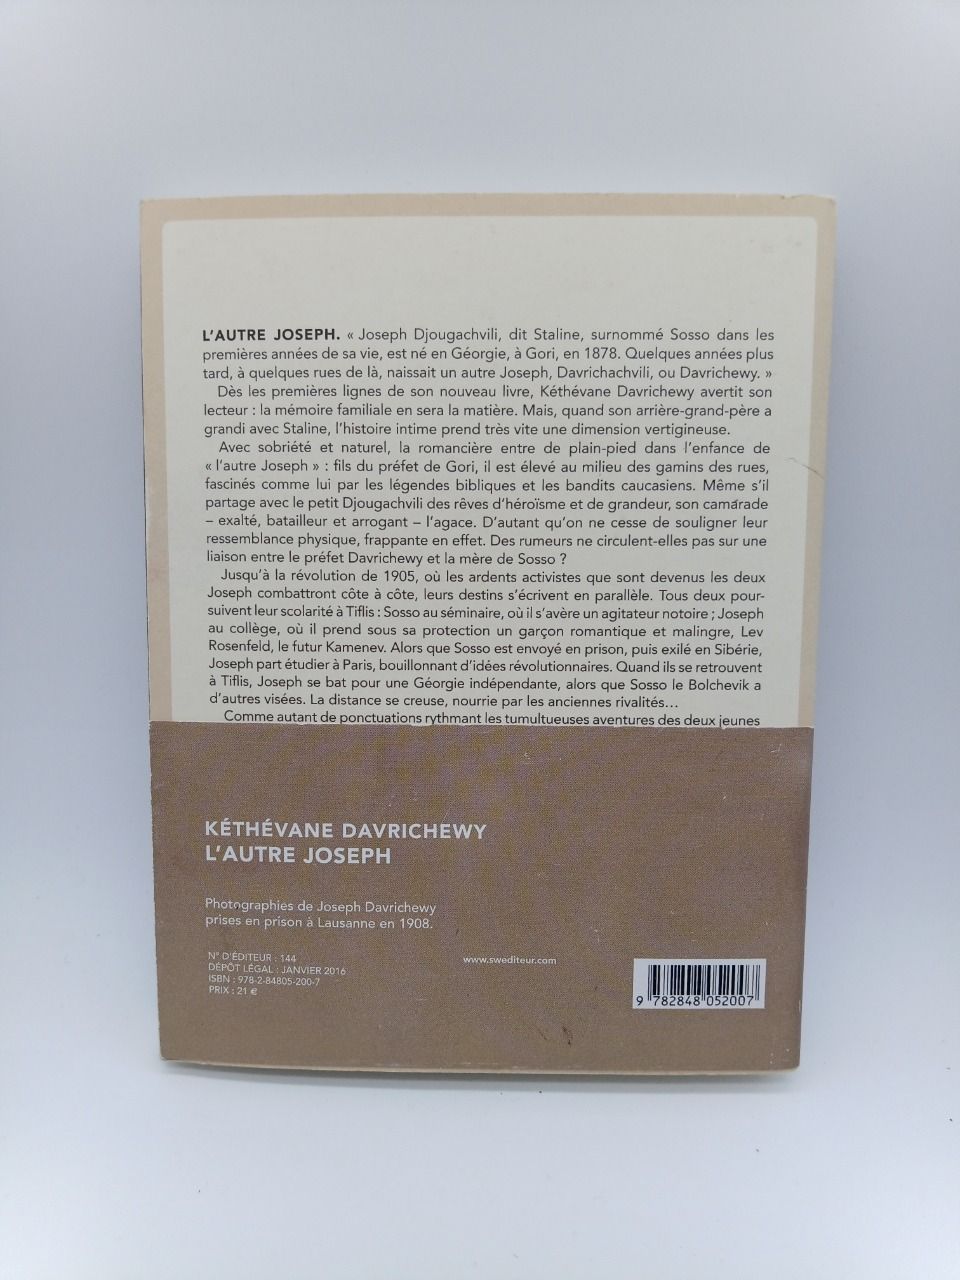 L'AUTRE JOSEPH. « Joseph Djougachvili, dit Staline, surnommé Sosso dans les
premières années de sa vie, est né en Géorgie, à Gori, en 1878. Quelques années plus
tard, à quelques rues de là, naissait un autre Joseph, Davrichachvili, ou Davrichewy. »
Dès les premières lignes de son nouveau livre, Kéthévane Davrichewy avertit son
lecteur : la mémoire familiale en sera la matière. Mais, quand son arrière-grand-père a
grandi avec Staline, l'histoire intime prend très vite une dimension vertigineuse.
Avec sobriété et naturel, la romancière entre de plain-pied dans l'enfance de
« l'autre Joseph » : fils du préfet de Gori, il est élevé au milieu des gamins des rues,
fascinés comme lui par les légendes bibliques et les bandits caucasiens. Même s'il
partage avec le petit Djougachvili des rêves d'héroïsme et de grandeur, son camarade
– exalté, batailleur et arrogant – l'agace. D'autant qu'on ne cesse de souligner leur
ressemblance physique, frappante en effet. Des rumeurs ne circulent-elles pas sur une
liaison entre le préfet Davrichewy et la mère de Sosso ?
Jusqu'à la révolution de 1905, où les ardents activistes que sont devenus les deux
Joseph combattront côte à côte, leurs destins s'écrivent en parallèle. Tous deux pour-
suivent leur scolarité à Tiflis : Sosso au séminaire, où il s'avère un agitateur notoire ; Joseph
au collège, où il prend sous sa protection un garçon romantique et malingre, Lev
Rosenfeld, le futur Kamenev. Alors que Sosso est envoyé en prison, puis exilé en Sibérie,
Joseph part étudier à Paris, bouillonnant d'idées révolutionnaires. Quand ils se retrouvent
à Tiflis, Joseph se bat pour une Géorgie indépendante, alors que Sosso le Bolchevik a
d'autres visées. La distance se creuse, nourrie par les anciennes rivalités…
Comme autant de ponctuations rythmant les tumultueuses aventures des deux jeunes
KÉTHÉVANE DAVRICHEWY
L'AUTRE JOSEPH
Photographies de Joseph Davrichewy
prises en prison à Lausanne en 1908.
N° D'ÉDITEUR : 144
DÉPÔT LÉGAL : JANVIER 2016
ISBN : 978-2-84805-200-7
PRIX : 21 €
www.swediteur.com
9 782848 052007